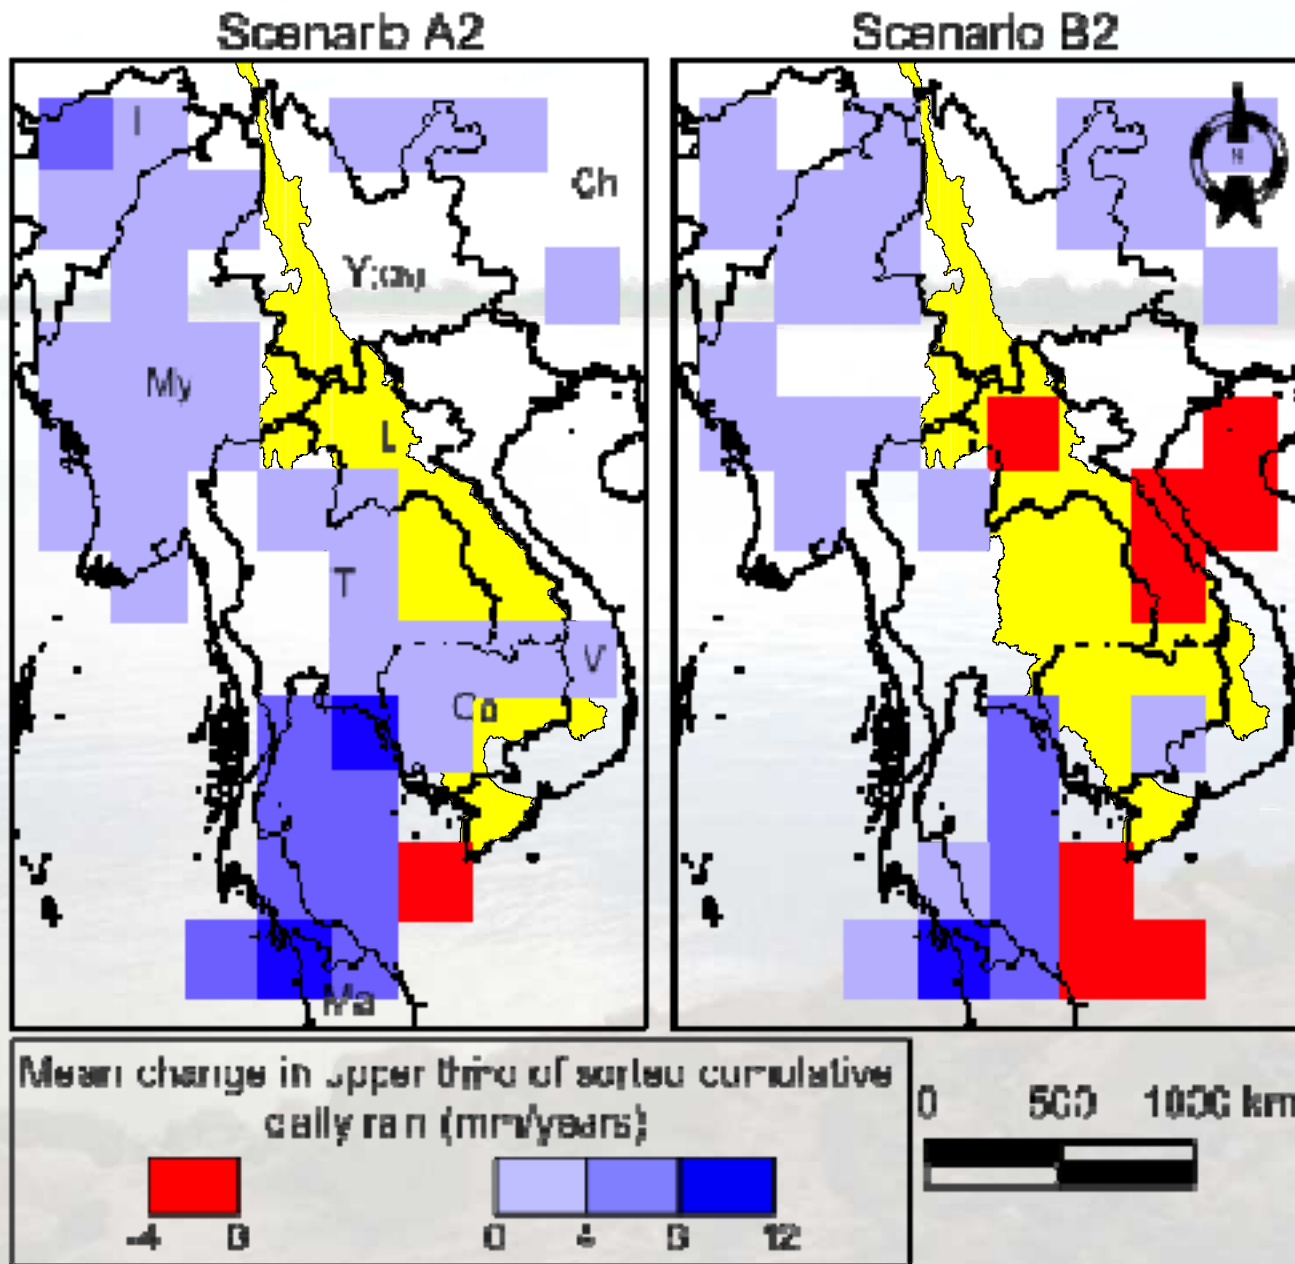 Scenario A2
Scenario B2
I
N
Ch
My
L
T
V
Ma
Mean change in upper third of sorted cumulative
daily rain (mm/years)
-4 0
0 4 8 12
0 500 1000 km